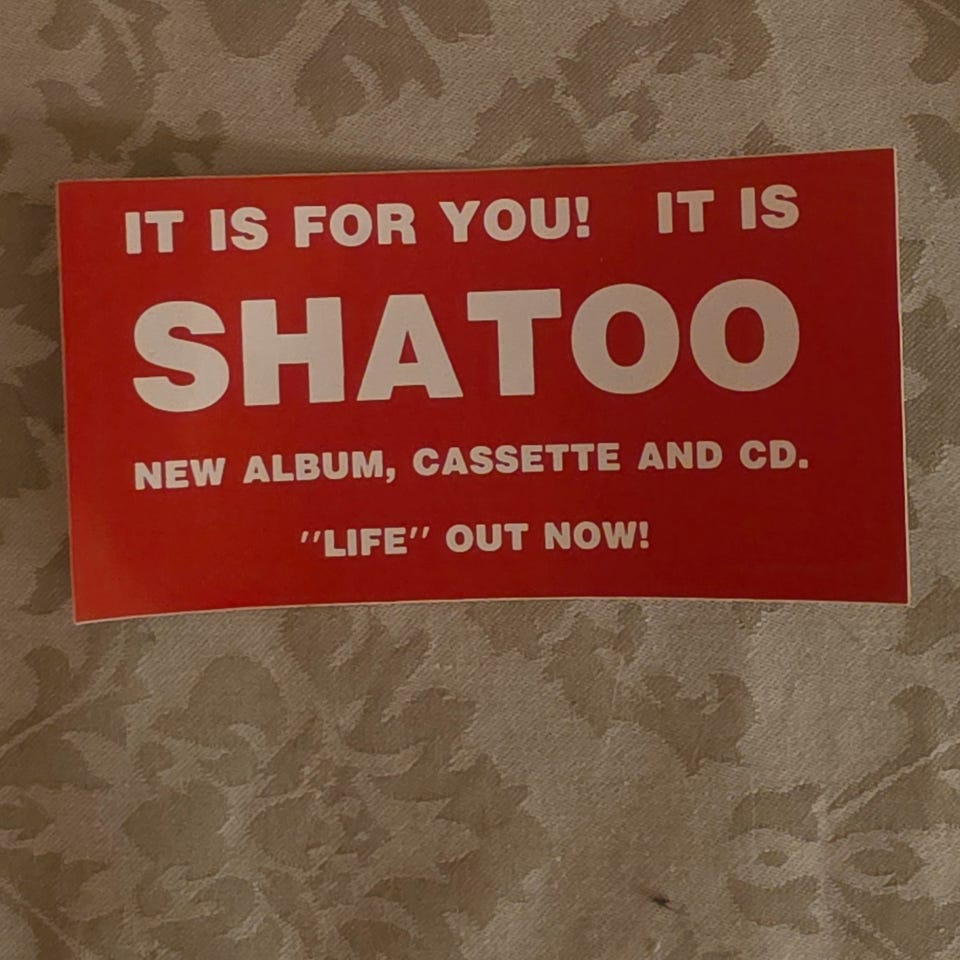 IT IS FOR YOU! IT IS
SHATOO
NEW ALBUM, CASSETTE AND CD.
"LIFE" OUT NOW!